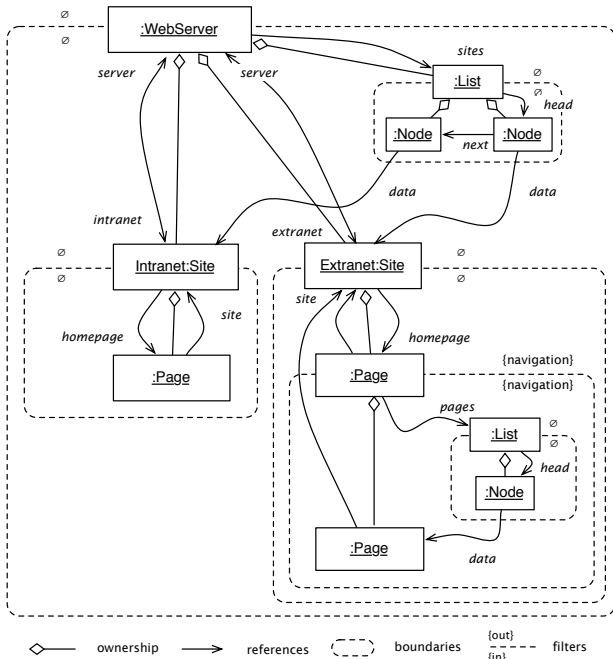 ∅
:WebServer
∅
sites
server
server
:List
∅
∅
head
:Node
:Node
next
data
data
intranet
extranet
∅
∅
Intranet:Site
Extranet:Site
∅
∅
site
site
homepage
homepage
{navigation}
:Page
:Page
{navigation}
pages
:List
∅
∅
head
:Node
:Page
data
ownership
references
boundaries
{out}
{in}
filters